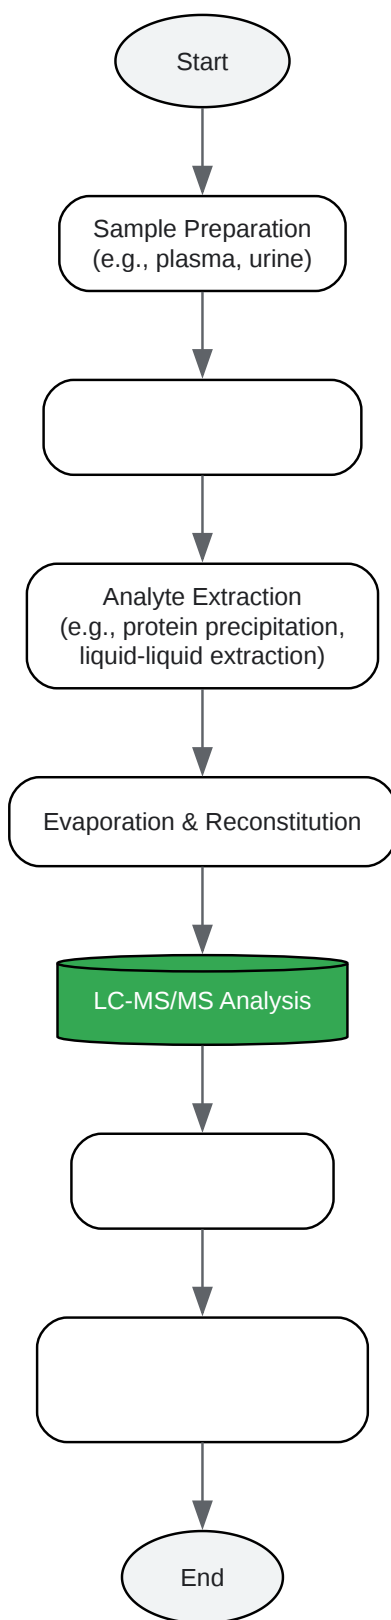 Start
Sample Preparation
(e.g., plasma, urine)
Analyte Extraction
(e.g., protein precipitation,
liquid-liquid extraction)
Evaporation & Reconstitution
LC-MS/MS Analysis
End